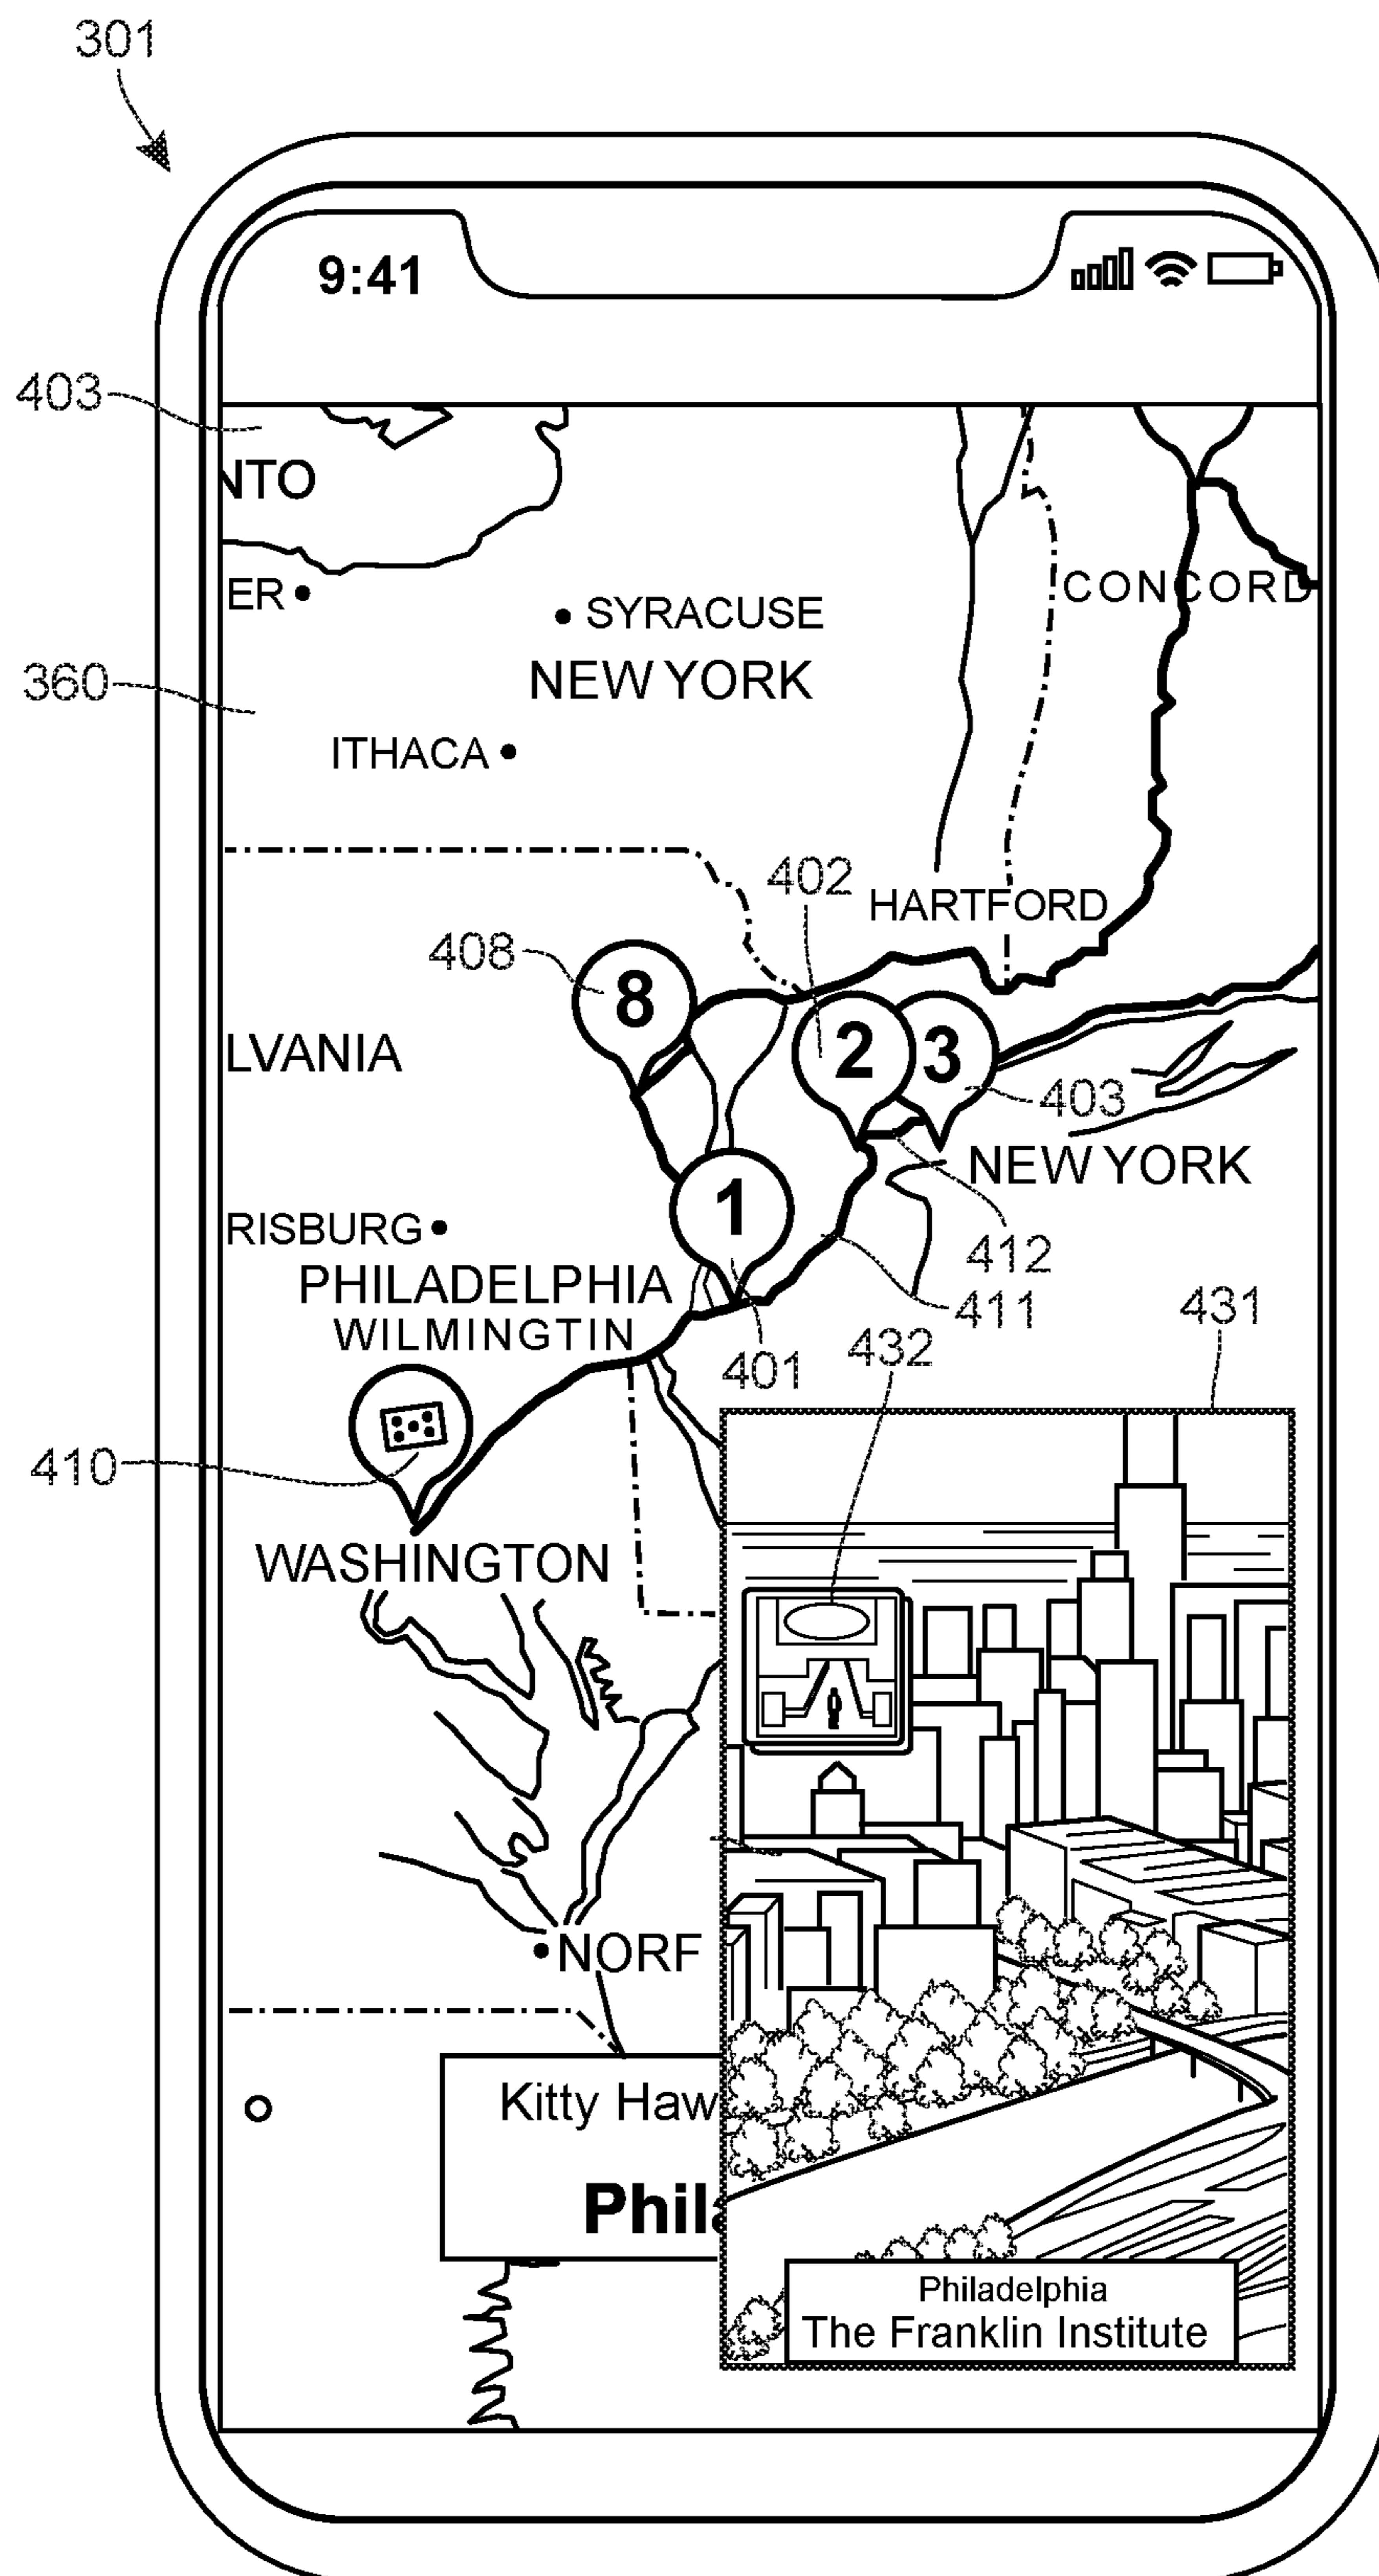 301
9:41
403
NTO
ER
SYRACUSE
CONCORD
NEW YORK
360
ITHACA
402
HARTFORD
408
8
2
3
LVANIA
403
NEW YORK
1
RISBURG
412
PHILADELPHIA
411
431
WILMINGTIN
432
401
410
WASHINGTON
NORF
Kitty Haw
Phila
Philadelphia
The Franklin Institute